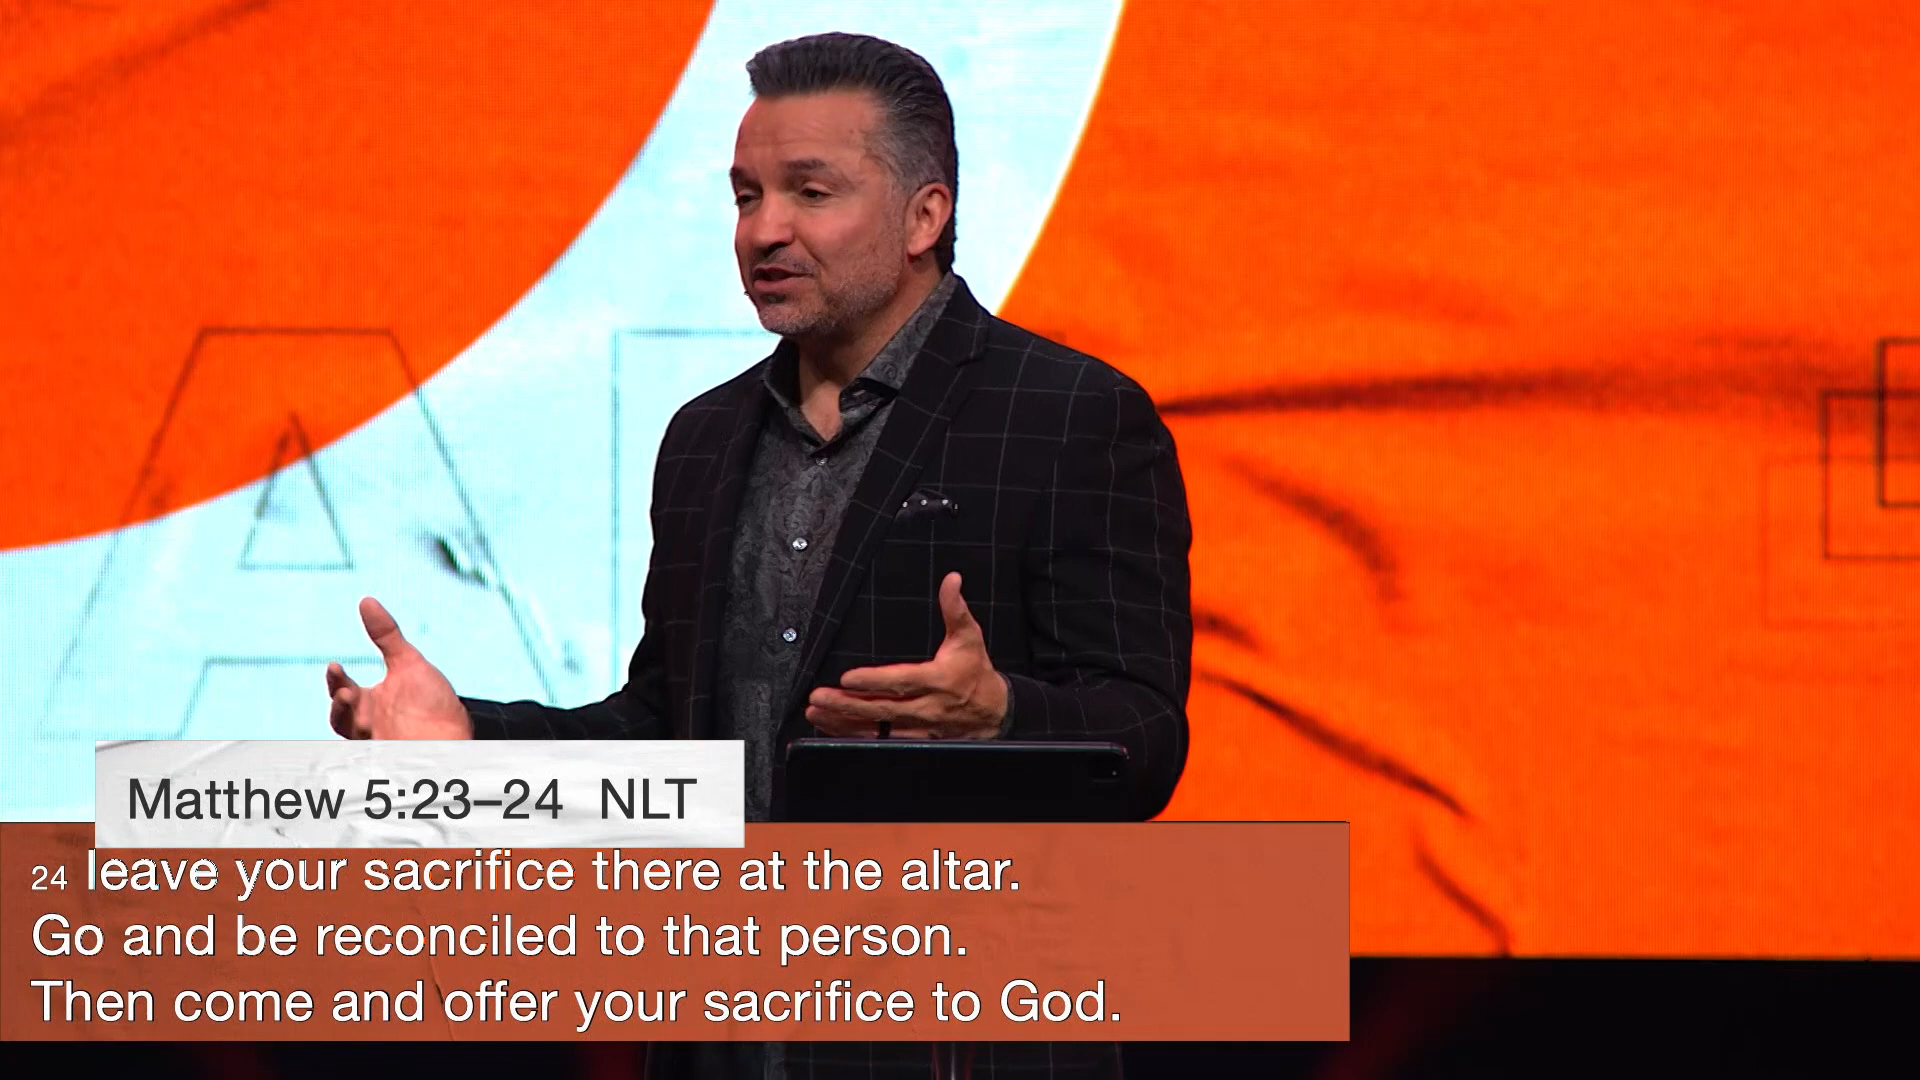 Matthew 5:23–24 NLT
24 leave your sacrifice there at the altar.
Go and be reconciled to that person.
Then come and offer your sacrifice to God.